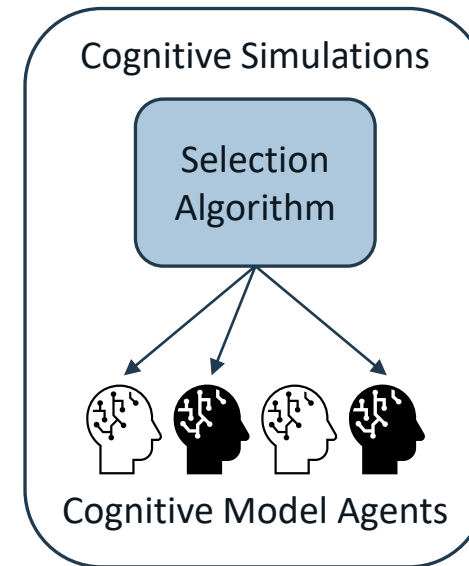 Cognitive Simulations
Selection
Algorithm
Cognitive Model Agents